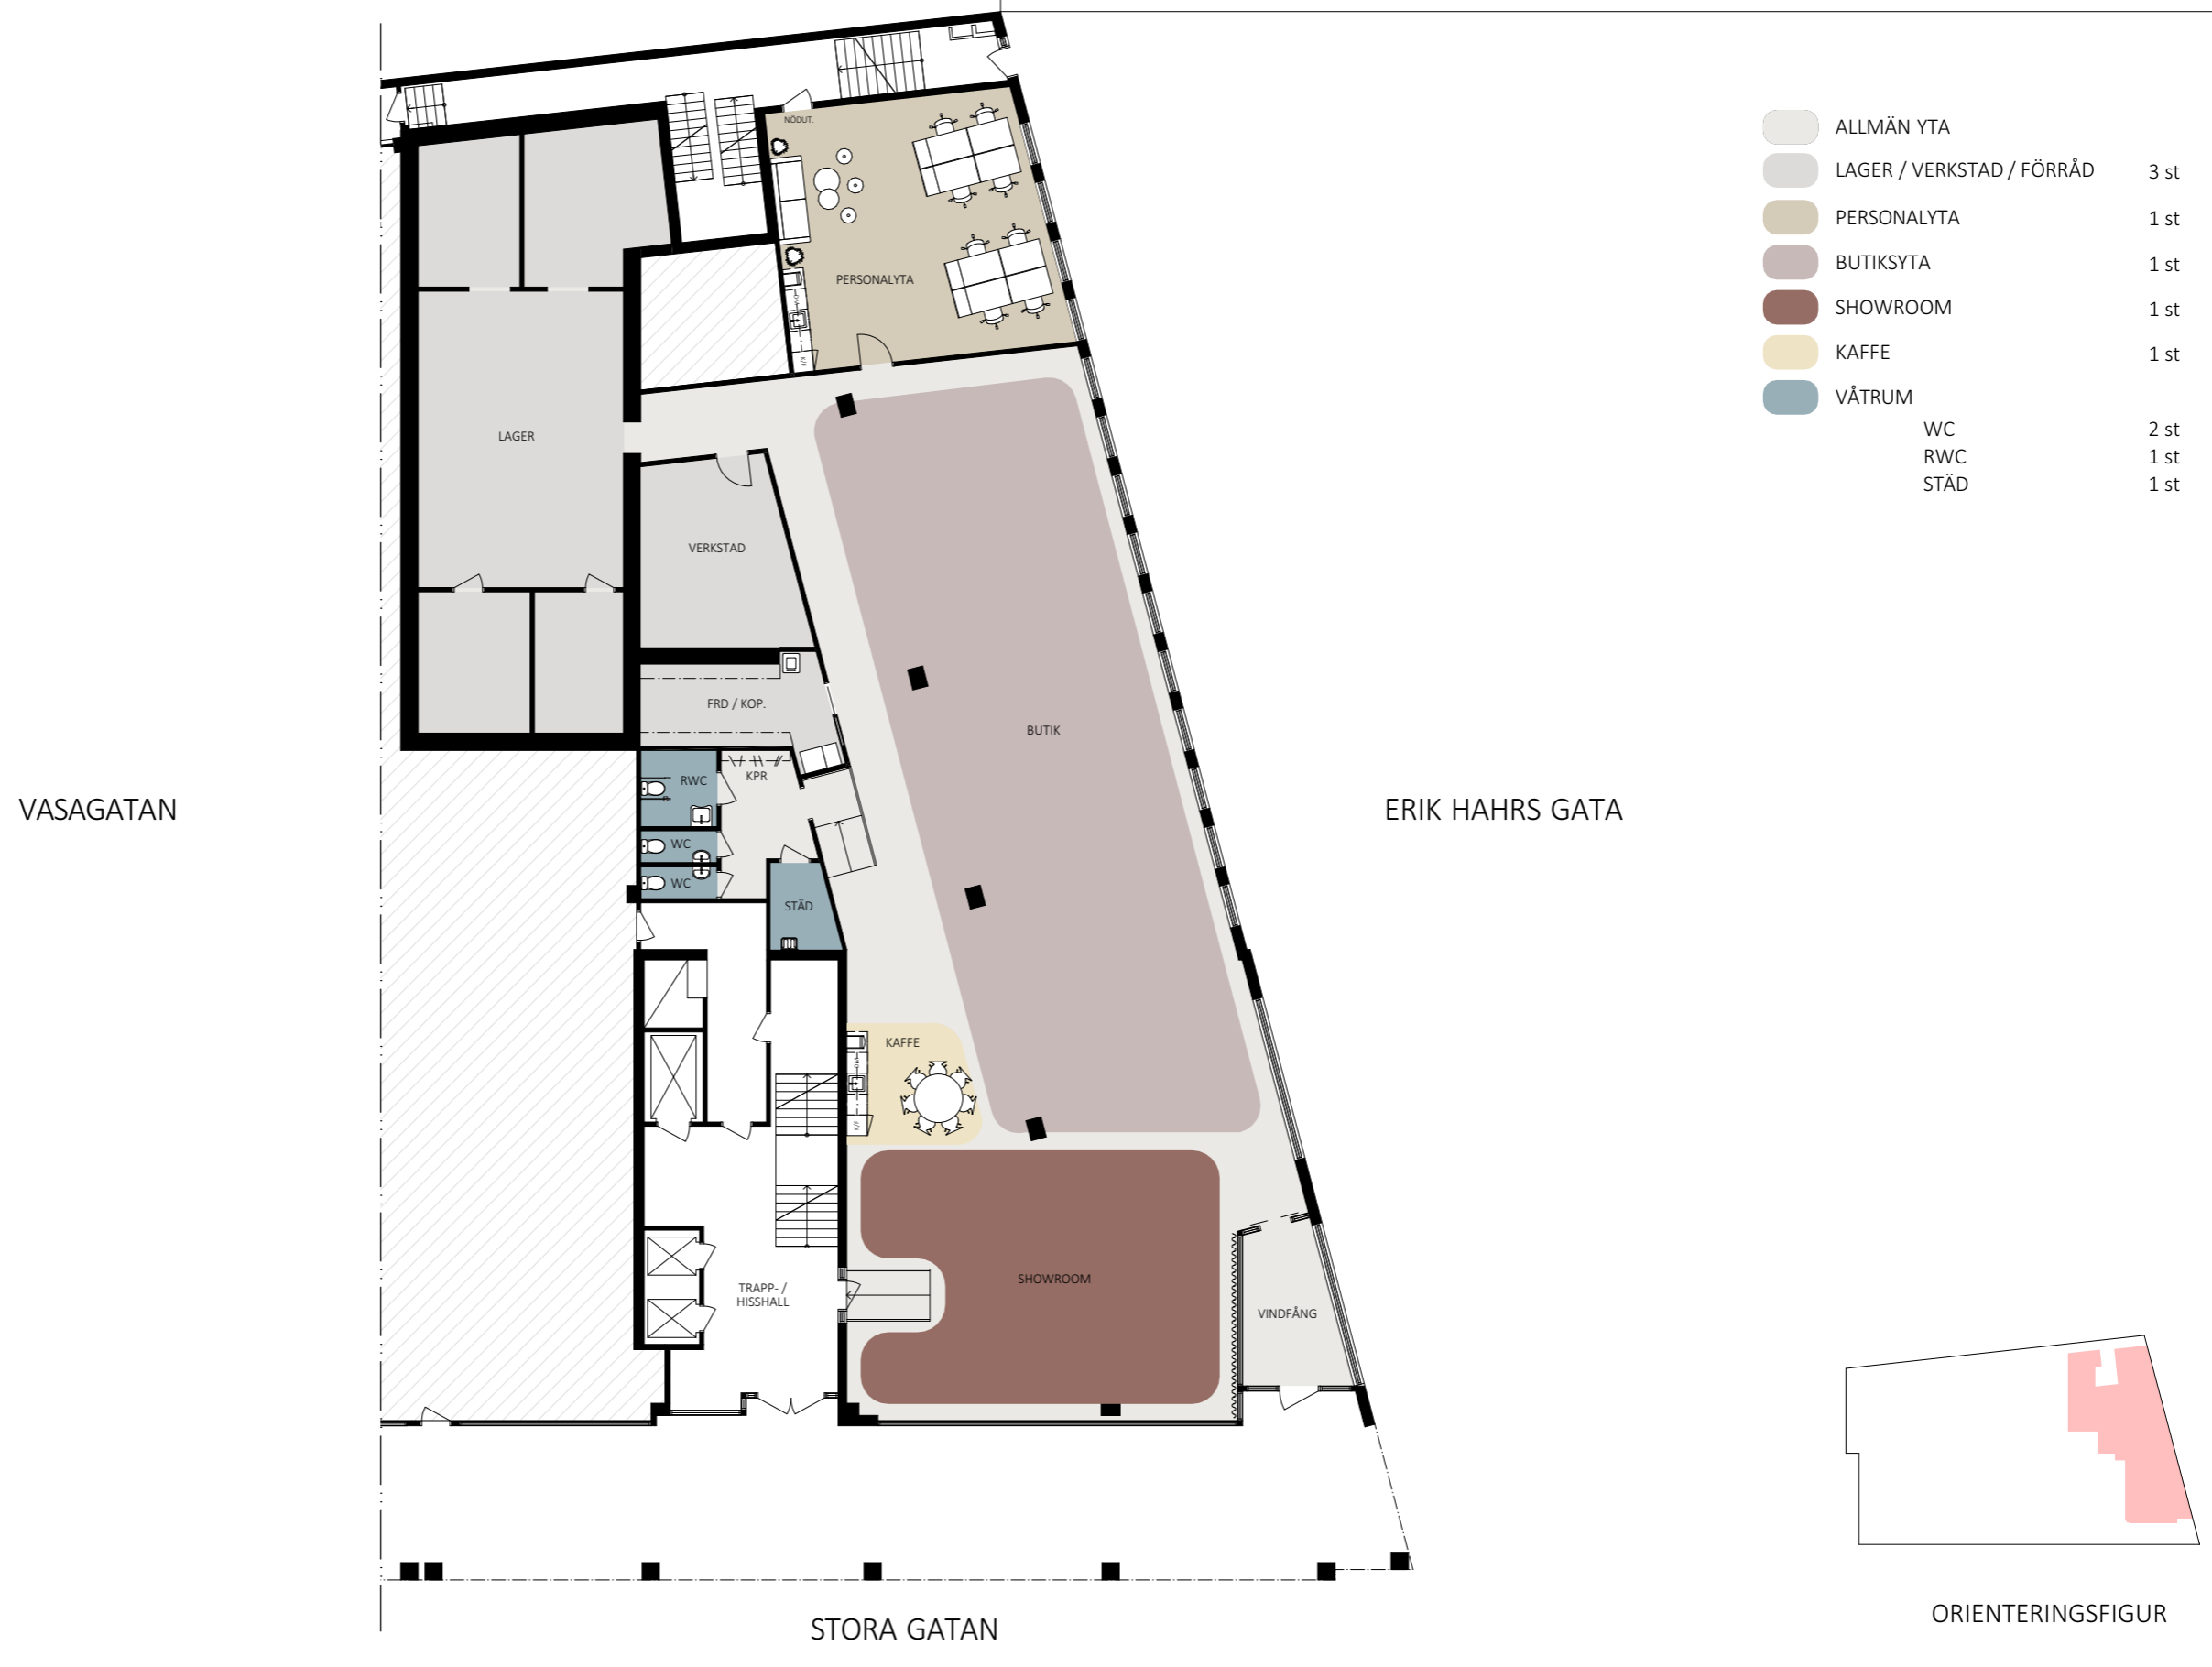 NÖDUT.
PERSONALYTA
LAGER
VERKSTAD
FRD / KOP.
BUTIK
RWC
KPR
WC
WC
STÄD
KAFFE
K/F
K/F
TRAPP- /
HISSHALL
SHOWROOM
VINDFÅNG
VASAGATAN
ERIK HAHRS GATA
STORA GATAN
ALLMÄN YTA
LAGER / VERKSTAD / FÖRRÅD 3 st
PERSONALYTA 1 st
BUTIKSYTA 1 st
SHOWROOM 1 st
KAFFE 1 st
VÅTRUM
WC 2 st
RWC 1 st
STÄD 1 st
ORIENTERINGSFIGUR